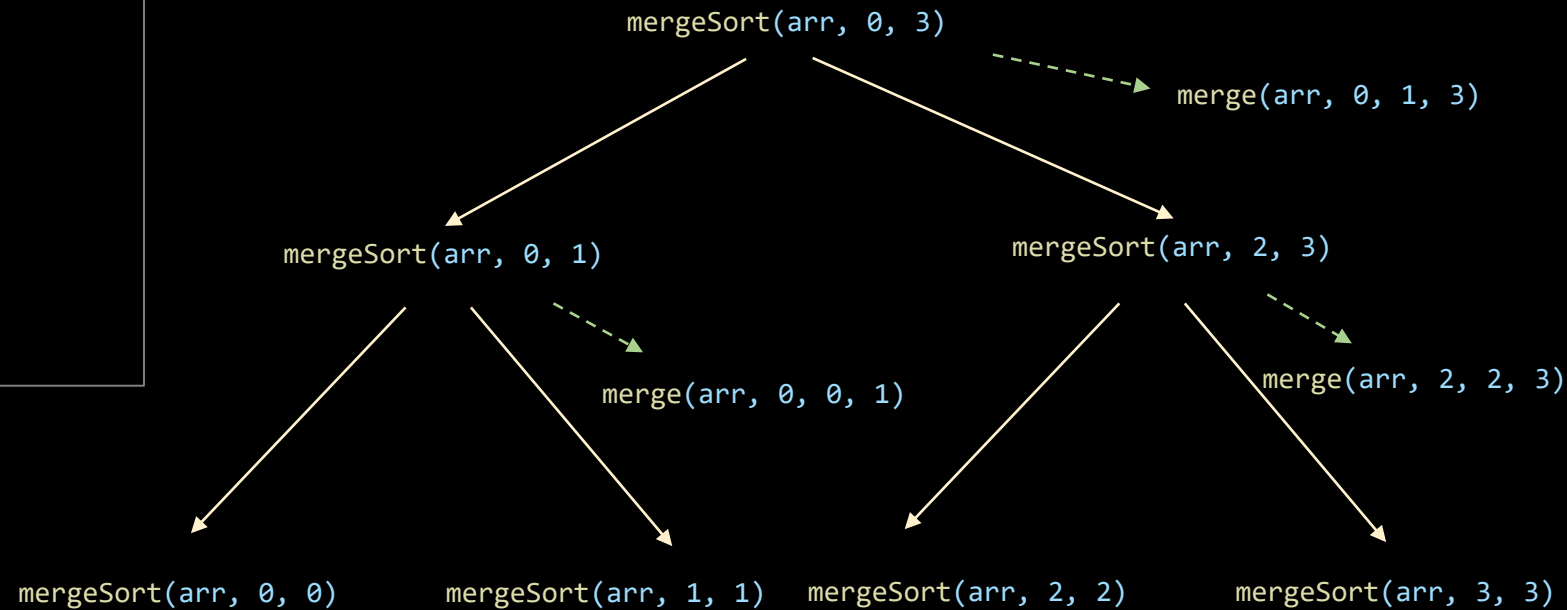 mergeSort(arr, 0, 3)
merge(arr, 0, 1, 3)
mergeSort(arr, 0, 1)
mergeSort(arr, 2, 3)
merge(arr, 0, 0, 1)
merge(arr, 2, 2, 3)
mergeSort(arr, 0, 0)
mergeSort(arr, 1, 1)
mergeSort(arr, 2, 2)
mergeSort(arr, 3, 3)